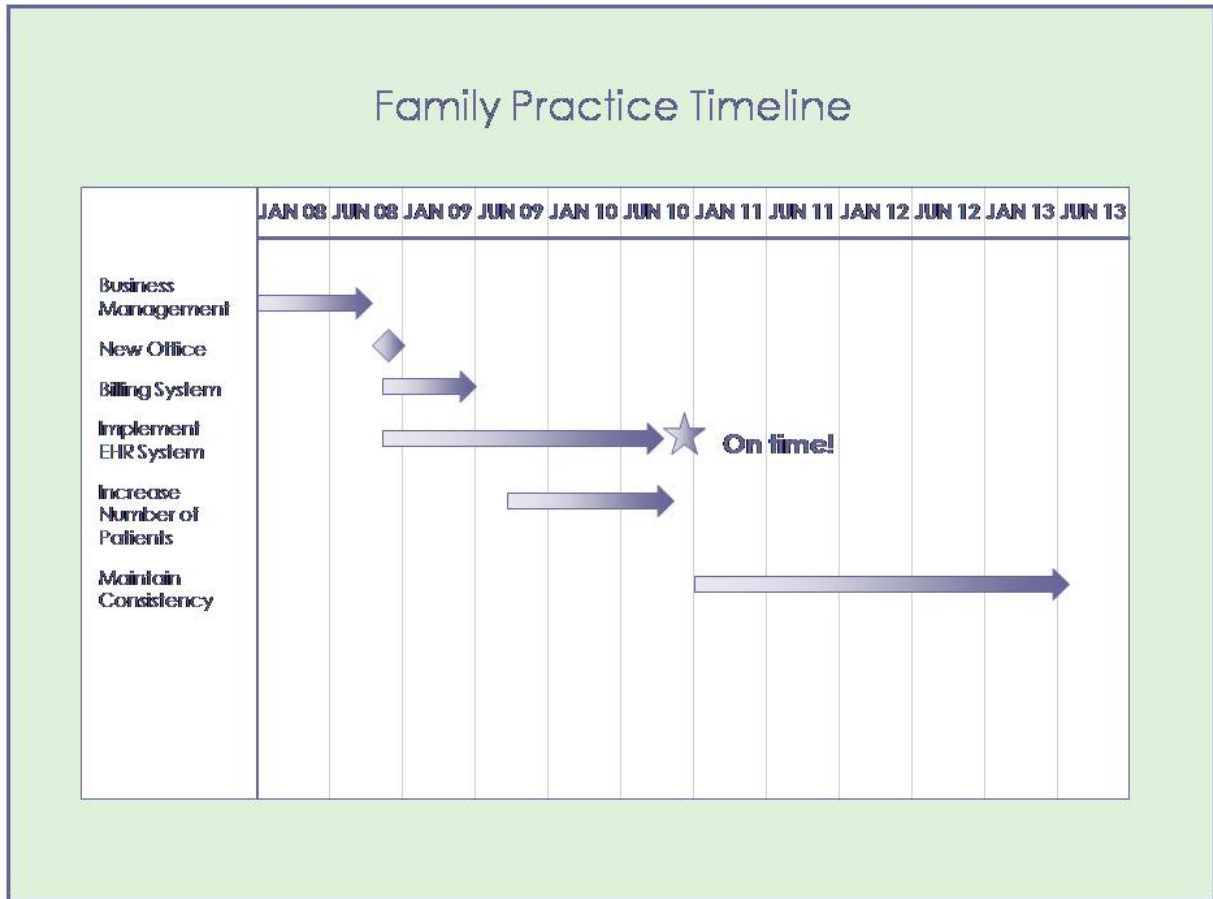 Family Practice Timeline
JAN 08 JUN 08 JAN 09 JUN 09 JAN 10 JUN 10 JAN 11 JUN 11 JAN 12 JUN 12 JAN 13 JUN 13
Business
Management
New Office
Billing System
Implement
EHR System
On time!
Increase
Number of
Patients
Maintain
Consistency